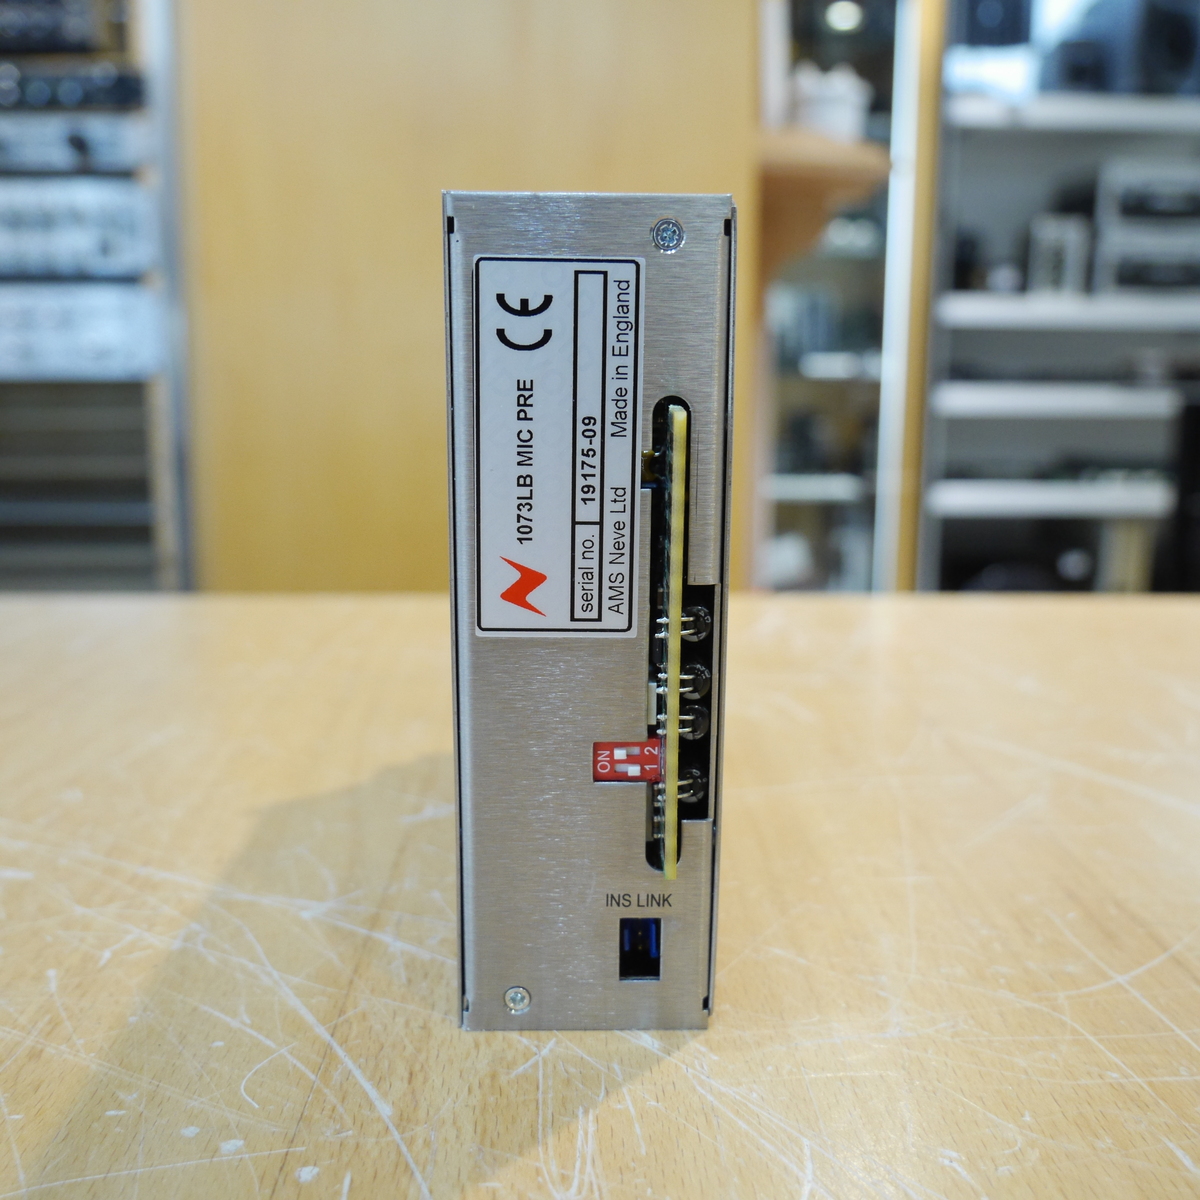 CE
1073LB MIC PRE
serial no. 19175-09
AMS Neve Ltd Made in England
ON
1 2
INS LINK